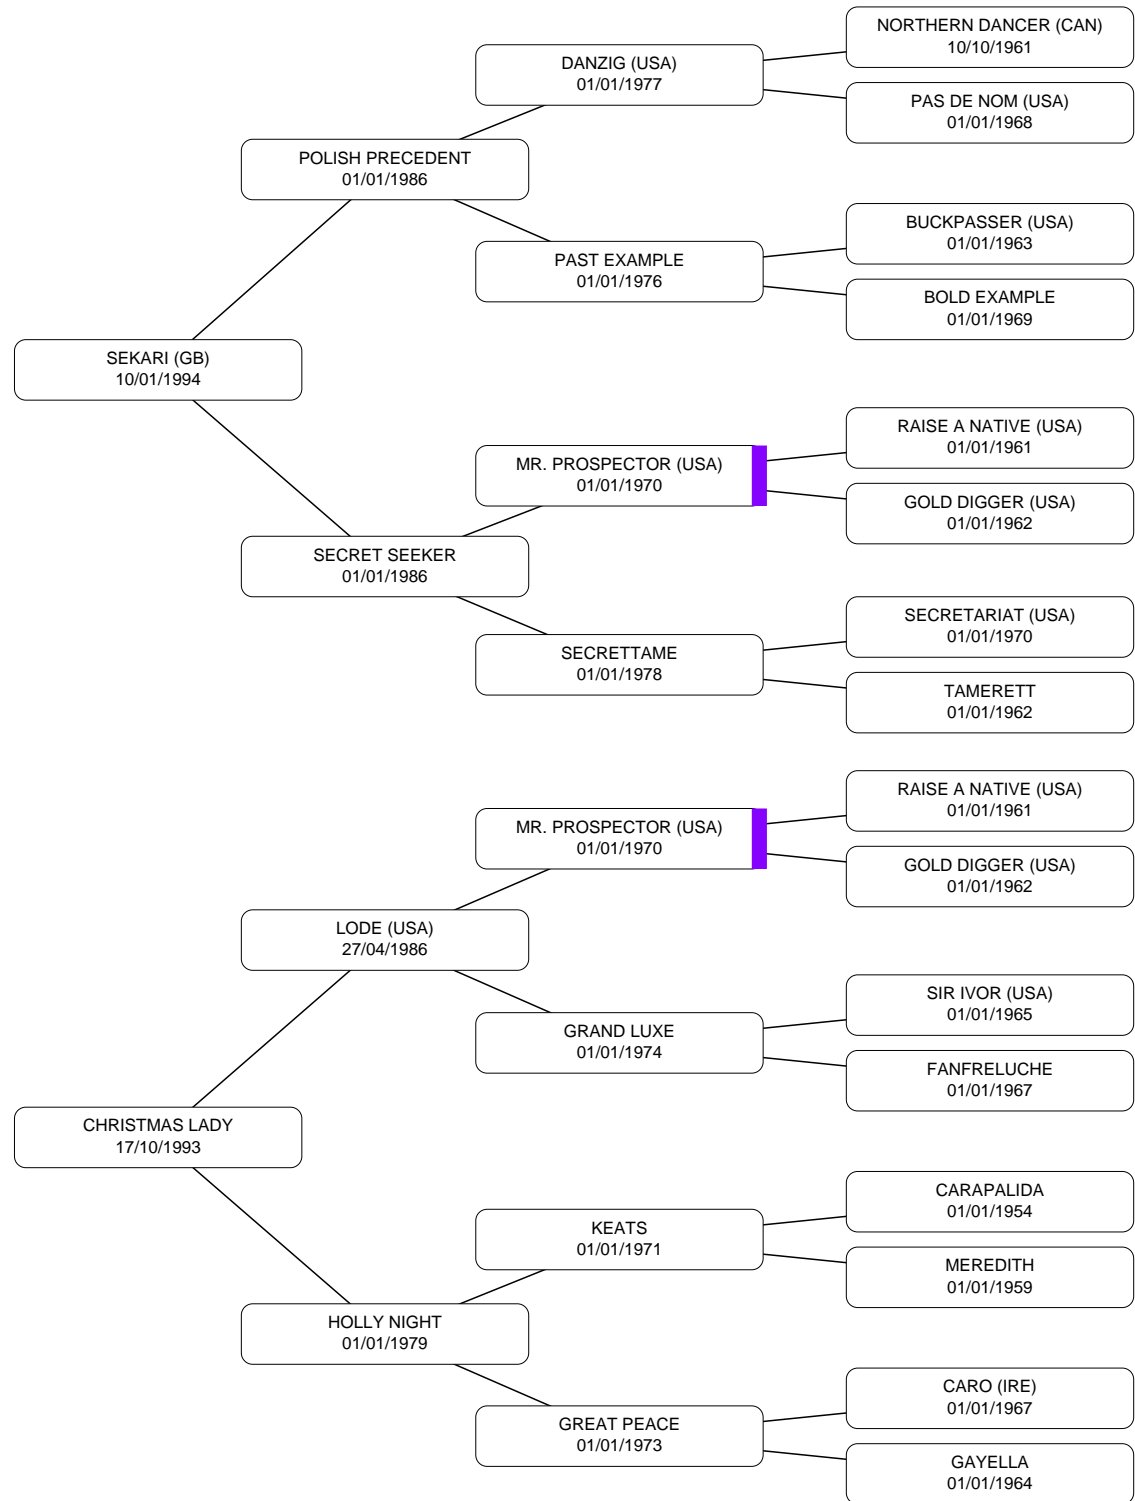 NORTHERN DANCER (CAN)
10/10/1961
DANZIG (USA)
01/01/1977
PAS DE NOM (USA)
01/01/1968
POLISH PRECEDENT
01/01/1986
BUCKPASSER (USA)
01/01/1963
PAST EXAMPLE
01/01/1976
BOLD EXAMPLE
01/01/1969
SEKARI (GB)
10/01/1994
RAISE A NATIVE (USA)
01/01/1961
MR. PROSPECTOR (USA)
01/01/1970
GOLD DIGGER (USA)
01/01/1962
SECRET SEEKER
01/01/1986
SECRETARIAT (USA)
01/01/1970
SECRETTAME
01/01/1978
TAMERETT
01/01/1962
RAISE A NATIVE (USA)
01/01/1961
MR. PROSPECTOR (USA)
01/01/1970
GOLD DIGGER (USA)
01/01/1962
LODE (USA)
27/04/1986
SIR IVOR (USA)
01/01/1965
GRAND LUXE
01/01/1974
FANFRELUCHE
01/01/1967
CHRISTMAS LADY
17/10/1993
CARAPALIDA
01/01/1954
KEATS
01/01/1971
MEREDITH
01/01/1959
HOLLY NIGHT
01/01/1979
CARO (IRE)
01/01/1967
GREAT PEACE
01/01/1973
GAYELLA
01/01/1964